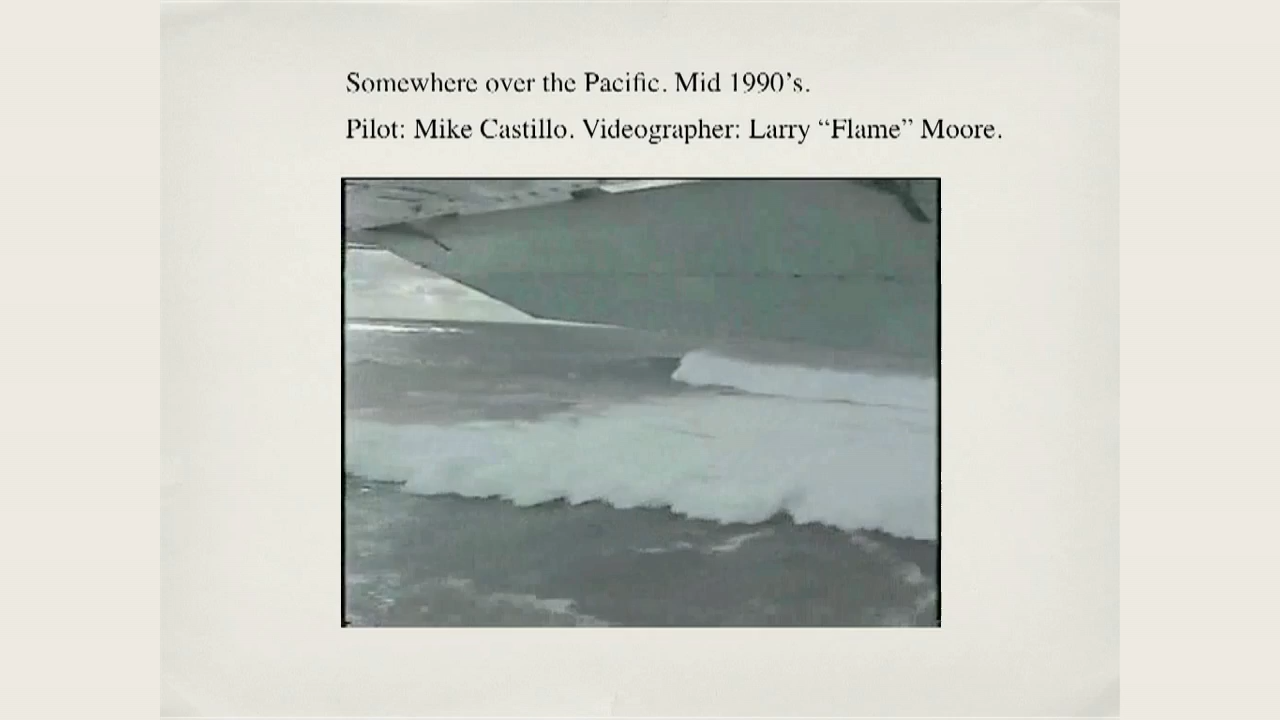 Somewhere over the Pacific. Mid 1990’s.
Pilot: Mike Castillo. Videographer: Larry “Flame” Moore.